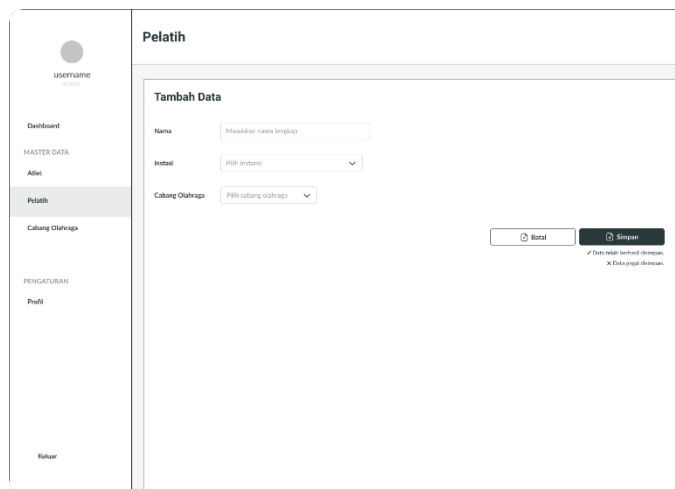 Pelatih
username
Tambah Data
Dashboard
Nama
Masukkan nama lengkap
MASTER DATA
Instasi
Pilih instansi
Atlet
Pelatih
Cabang Olahraga
Pilih cabang olahraga
Cabang Olahraga
Batal
Simpan
✓ Data telah berhasil disimpan.
✕ Data gagal disimpan.
PENGATURAN
Profil
Keluar